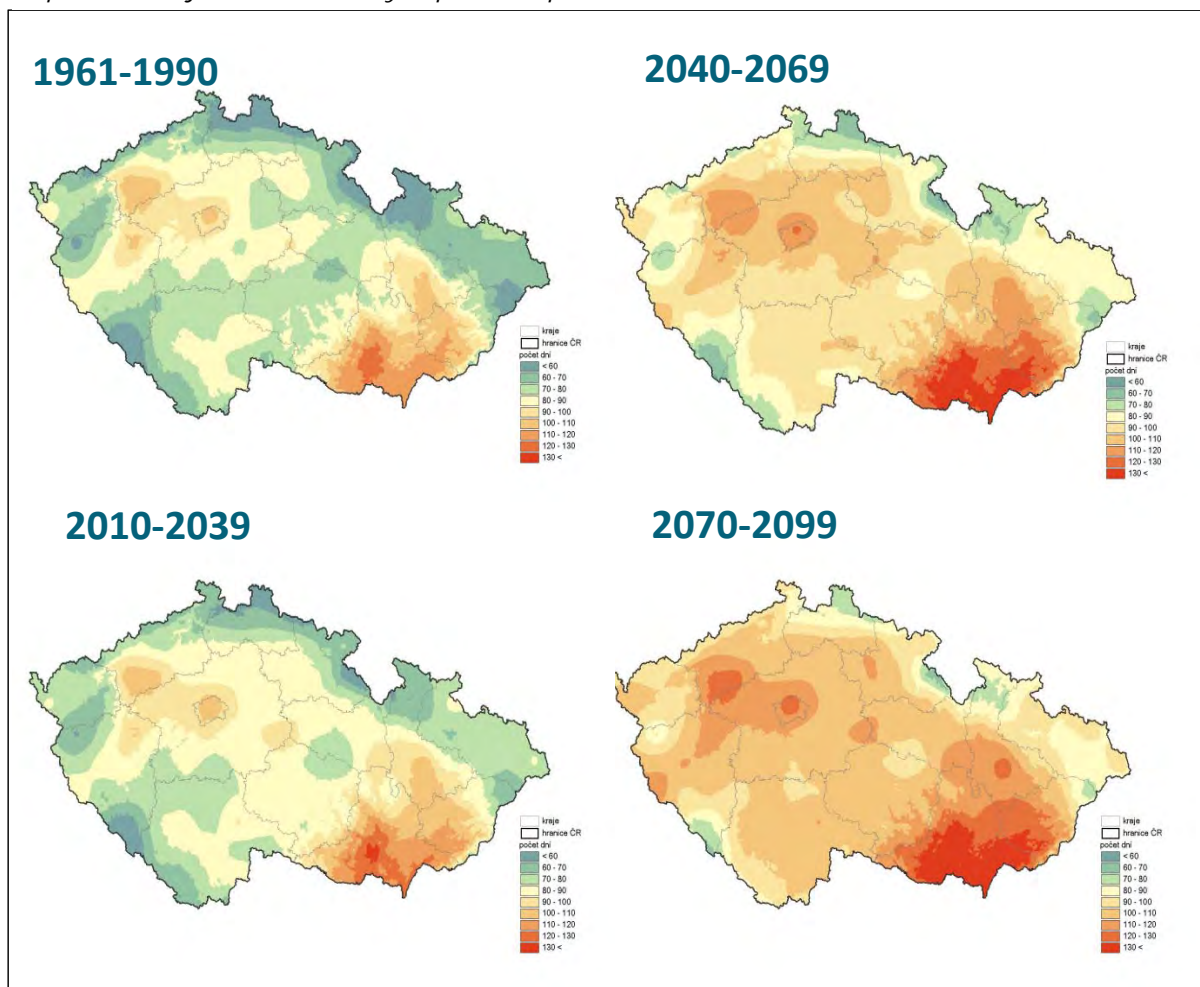 1961-1990
kraje
hranice ČR
počet dní
< 60
60 - 70
70 - 80
80 - 90
90 - 100
100 - 110
110 - 120
120 - 130
130 <
2040-2069
kraje
hranice ČR
počet dní
< 60
60 - 70
70 - 80
80 - 90
90 - 100
100 - 110
110 - 120
120 - 130
130 <
2010-2039
kraje
hranice ČR
počet dní
< 60
60 - 70
70 - 80
80 - 90
90 - 100
100 - 110
110 - 120
120 - 130
130 <
2070-2099
kraje
hranice ČR
počet dní
< 60
60 - 70
70 - 80
80 - 90
90 - 100
100 - 110
110 - 120
120 - 130
130 <